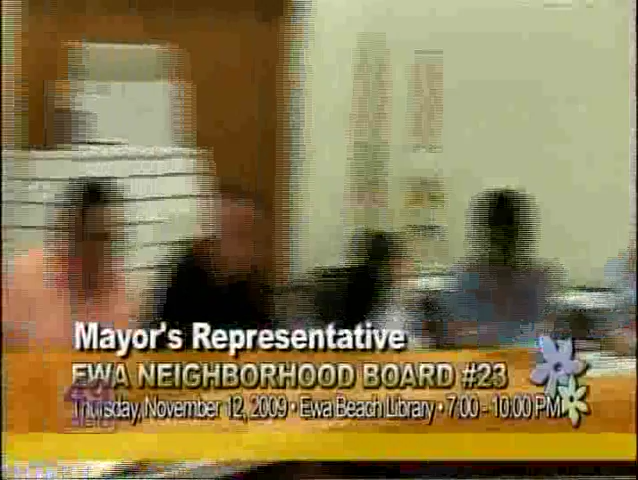 Mayor's Representative
EWA NEIGHBORHOOD BOARD #23
Thursday, November 12, 2009 • Ewa Beach Library • 7:00 - 10:00 PM